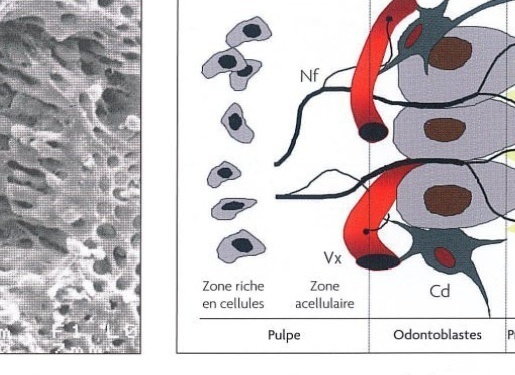 Nf
Vx
Cd
Zone riche
en cellules
Zone
acellulaire
Pulpe
Odontoblastes